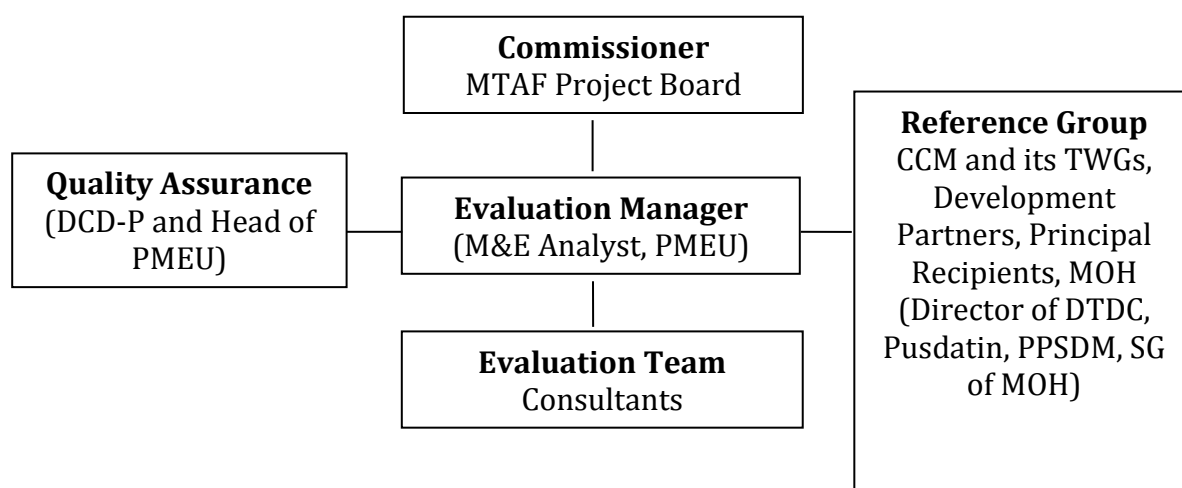 Commissioner
MTAF Project Board
Quality Assurance
(DCD-P and Head of
PMEU)
Evaluation Manager
(M&E Analyst, PMEU)
Reference Group
CCM and its TWGs,
Development
Partners, Principal
Recipients, MOH
(Director of DTDC,
Pusdatin, PPSDM, SG
of MOH)
Evaluation Team
Consultants